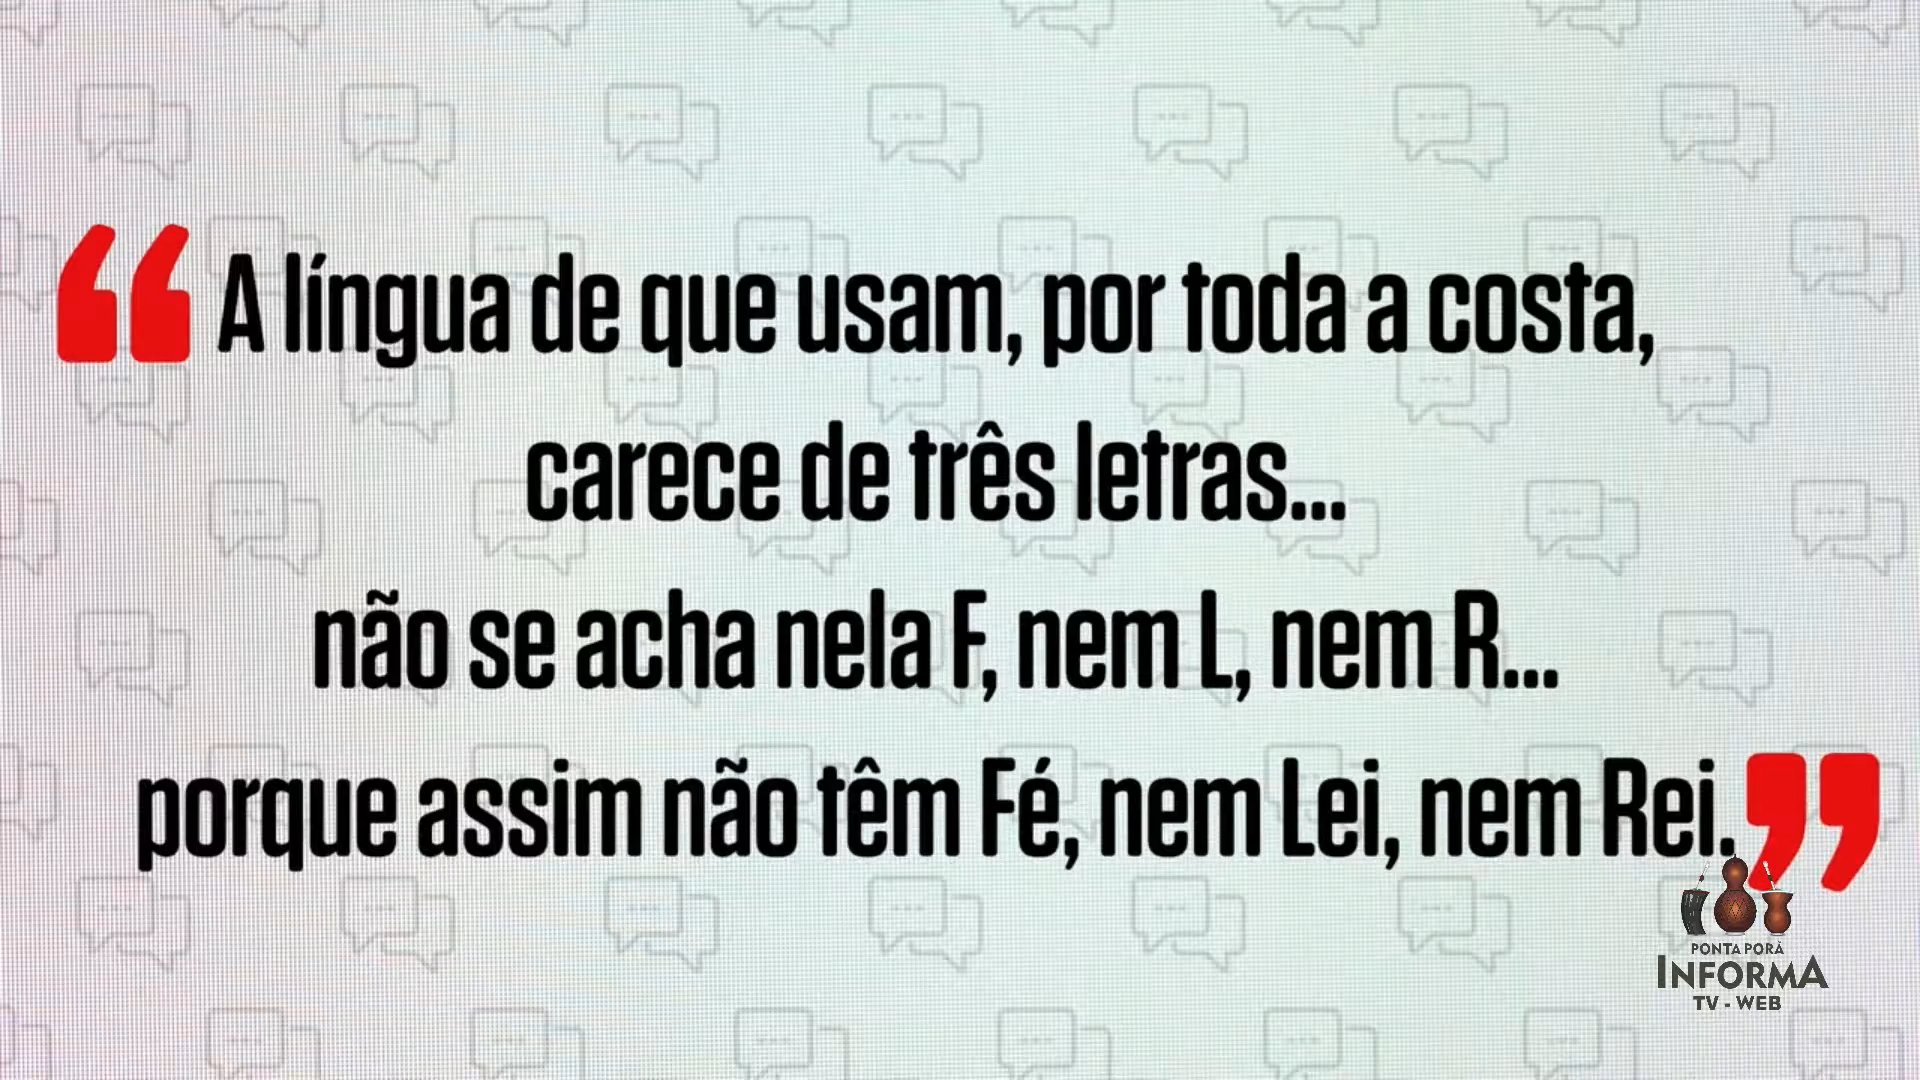 “A língua de que usam, por toda a costa,
carece de três letras...
não se acha nela F, nem L, nem R...
porque assim não têm Fé, nem Lei, nem Rei.”
PONTA PORÃ
INFORMA
TV - WEB